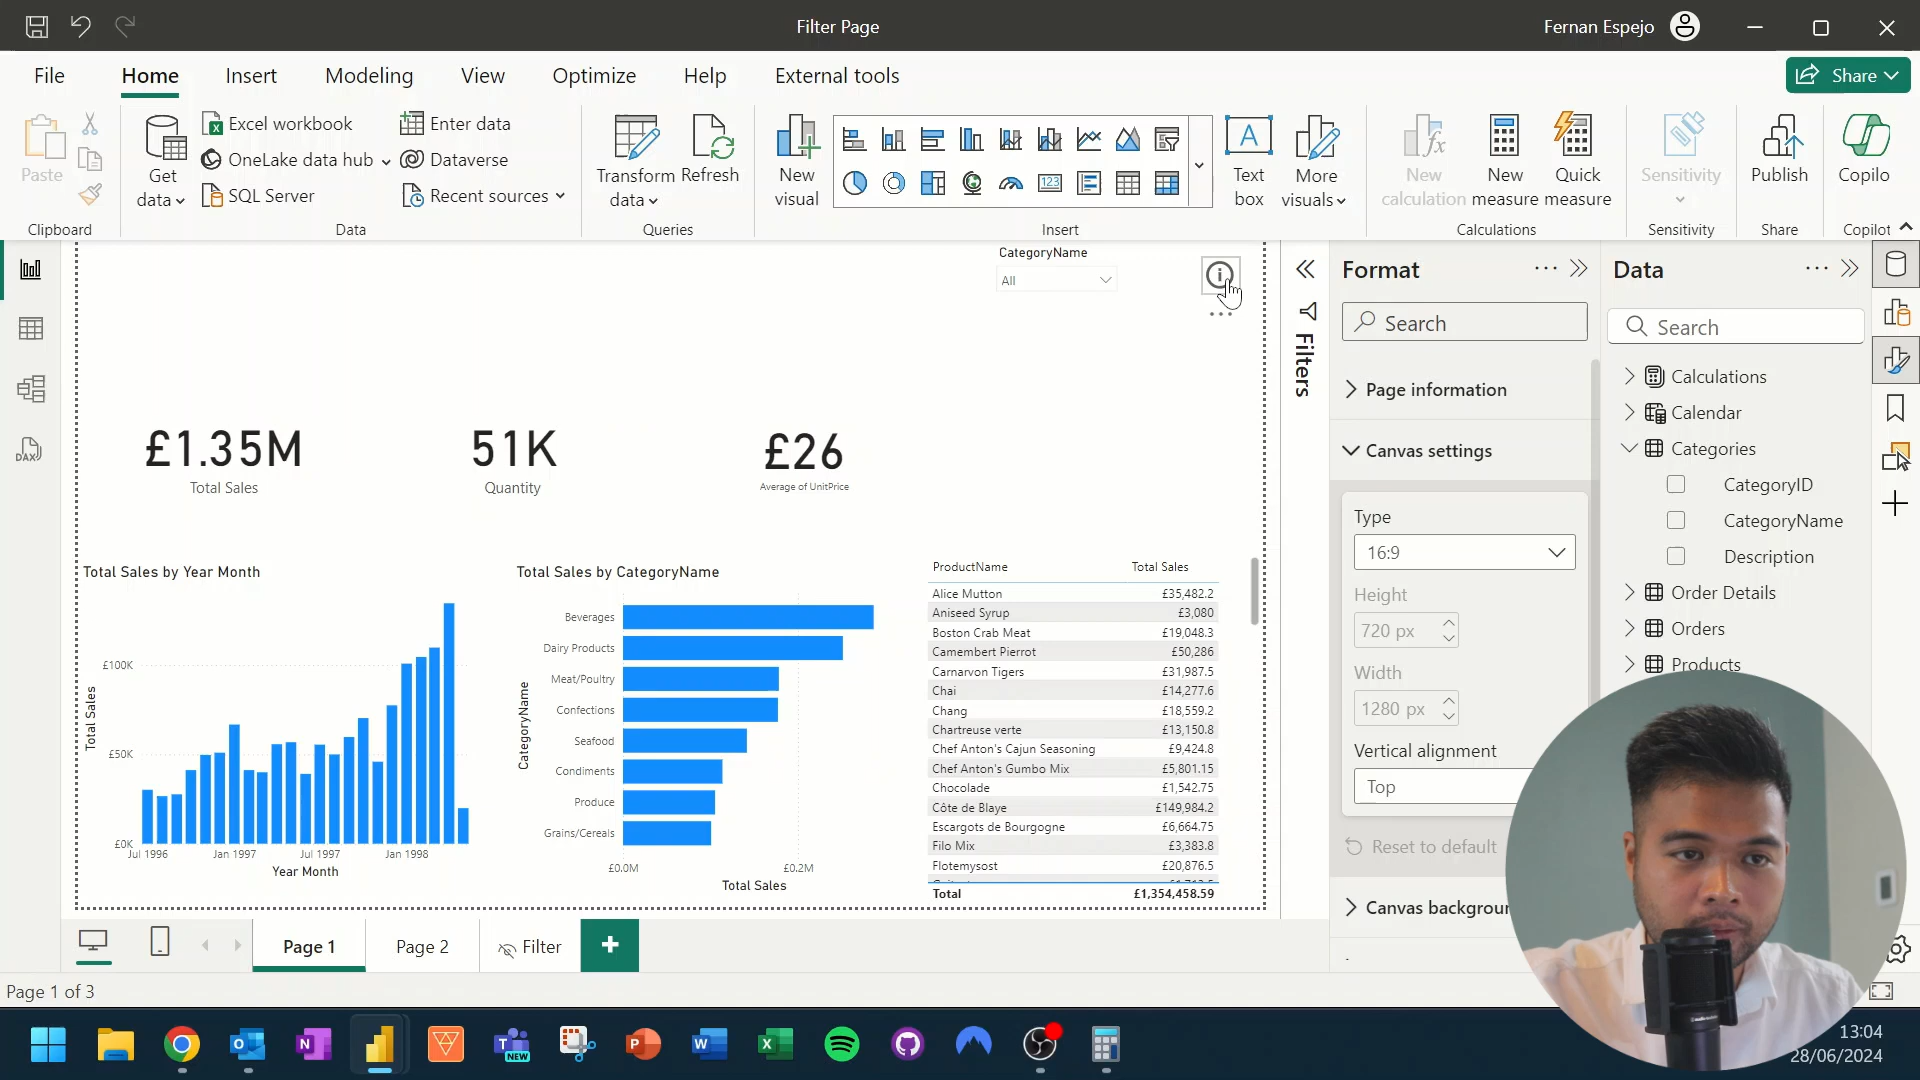 Filter Page
Fernan Espejo
File
Home
Insert
Modeling
View
Optimize
Help
External tools
Share
Paste
Get
data
Excel workbook
OneLake data hub
SQL Server
Enter data
Dataverse
Recent sources
Transform
data
Refresh
New
visual
123
A
Text
box
More
visuals
New
calculation
New
measure
Quick
measure
Sensitivity
Publish
Copilo
Clipboard
Data
Queries
Insert
Calculations
Sensitivity
Share
Copilot
DAX
CategoryName
All
£1.35M
Total Sales
51K
Quantity
£26
Average of UnitPrice
Total Sales by Year Month
Total Sales
£100K
£50K
£0K
Jul 1996
Jan 1997
Jul 1997
Jan 1998
Year Month
Total Sales by CategoryName
CategoryName
Beverages
Dairy Products
Meat/Poultry
Confections
Seafood
Condiments
Produce
Grains/Cereals
£0.0M
£0.2M
Total Sales
ProductName Total Sales
Alice Mutton £35,482.2
Aniseed Syrup £3,080
Boston Crab Meat £19,048.3
Camembert Pierrot £50,286
Carnarvon Tigers £31,987.5
Chai £14,277.6
Chang £18,559.2
Chartreuse verte £13,150.8
Chef Anton's Cajun Seasoning £9,424.8
Chef Anton's Gumbo Mix £5,801.15
Chocolade £1,542.75
Côte de Blaye £149,984.2
Escargots de Bourgogne £6,664.75
Filo Mix £3,383.8
Flotemysost £20,876.5
Total £1,354,458.59
Filters
Format
Search
Page information
Canvas settings
Type
16:9
Height
720 px
Width
1280 px
Vertical alignment
Top
Reset to default
Canvas backgroun
Data
Search
Calculations
Calendar
Categories
CategoryID
CategoryName
Description
Order Details
Orders
Products
Page 1
Page 2
Filter
Page 1 of 3
NEW
13:04
28/06/2024